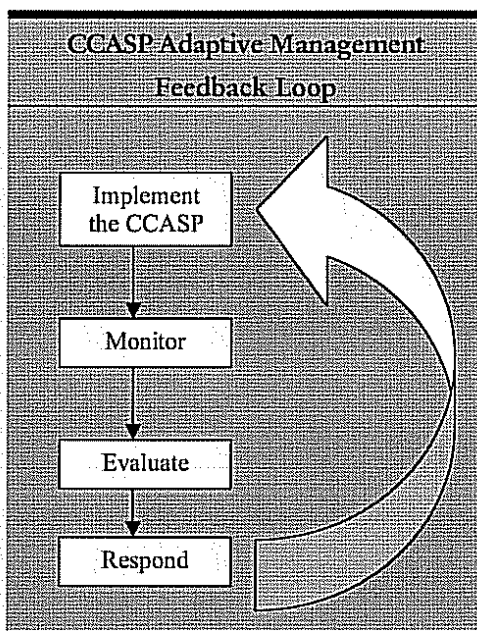 CCASP Adaptive Management
Feedback Loop
Implement
the CCASP
Monitor
Evaluate
Respond